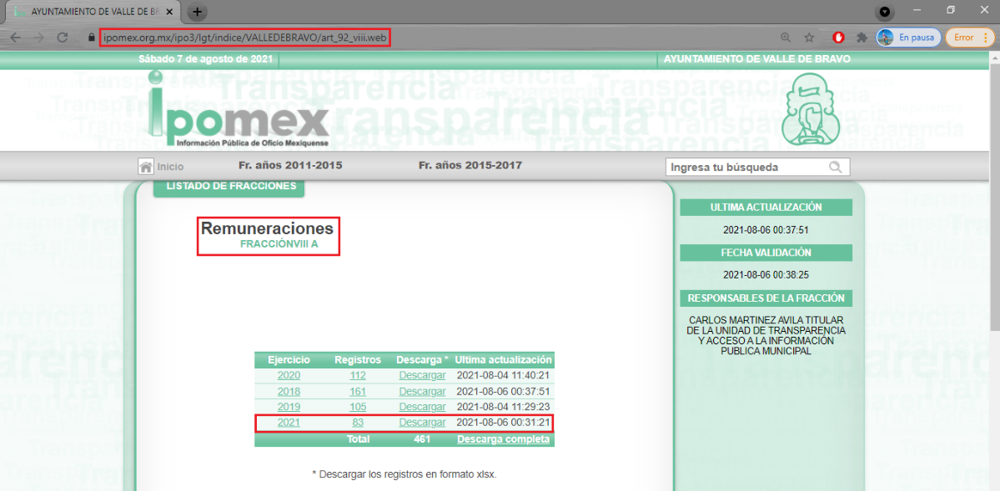 AYUNTAMIENTO DE VALLE DE BR
ipomex.org.mx/ipo3/lgt/indice/VALLEDEBRAVO/art_92_viii.web
En pausa
Error
Sábado 7 de agosto de 2021
AYUNTAMIENTO DE VALLE DE BRAVO
ipomex
Información Pública de Oficio Mexiquense
Transparencia
Inicio
Fr. años 2011-2015
Fr. años 2015-2017
Ingresa tu búsqueda
LISTADO DE FRACCIONES
Remuneraciones
FRACCIÓNVIII A
Ejercicio Registros Descarga * Ultima actualización
2020 112 Descargar 2021-08-04 11:40:21
2018 161 Descargar 2021-08-06 00:37:51
2019 105 Descargar 2021-08-04 11:29:23
2021 83 Descargar 2021-08-06 00:31:21
Total 461 Descarga completa
* Descargar los registros en formato xlsx.
ULTIMA ACTUALIZACIÓN
2021-08-06 00:37:51
FECHA VALIDACIÓN
2021-08-06 00:38:25
RESPONSABLES DE LA FRACCIÓN
CARLOS MARTINEZ AVILA TITULAR
DE LA UNIDAD DE TRANSPARENCIA
Y ACCESO A LA INFORMACIÓN
PUBLICA MUNICIPAL